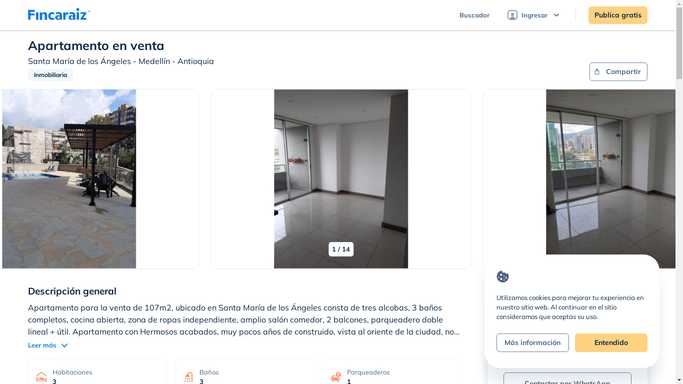 Fincaraiz
Buscador
Ingresar
Publica gratis
Apartamento en venta
Santa María de los Ángeles - Medellín - Antioquia
Inmobiliaria
Compartir
1 / 14
Descripción general
Apartamento para la venta de 107m2, ubicado en Santa María de los Ángeles consta de tres alcobas, 3 baños
completos, cocina abierta, zona de ropas independiente, amplio salón comedor, 2 balcones, parqueadero doble
lineal + útil. Apartamento con Hermosos acabados, muy pocos años de construido, vista al oriente de la ciudad, no...
Leer más
Habitaciones
3
Baños
3
Parqueaderos
1
Utilizamos cookies para mejorar tu experiencia en
nuestro sitio web. Al continuar en el sitio
consideramos que aceptas su uso.
Más información
Entendido
Contactar por WhatsApp